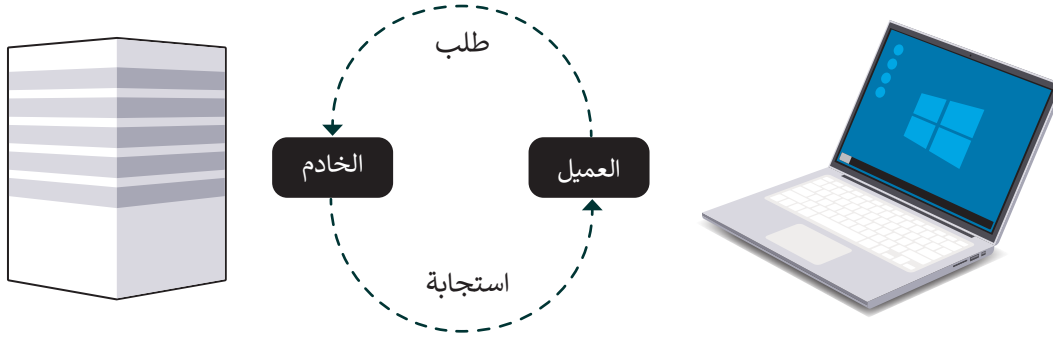 طلب
العميل
الخادم
استجابة